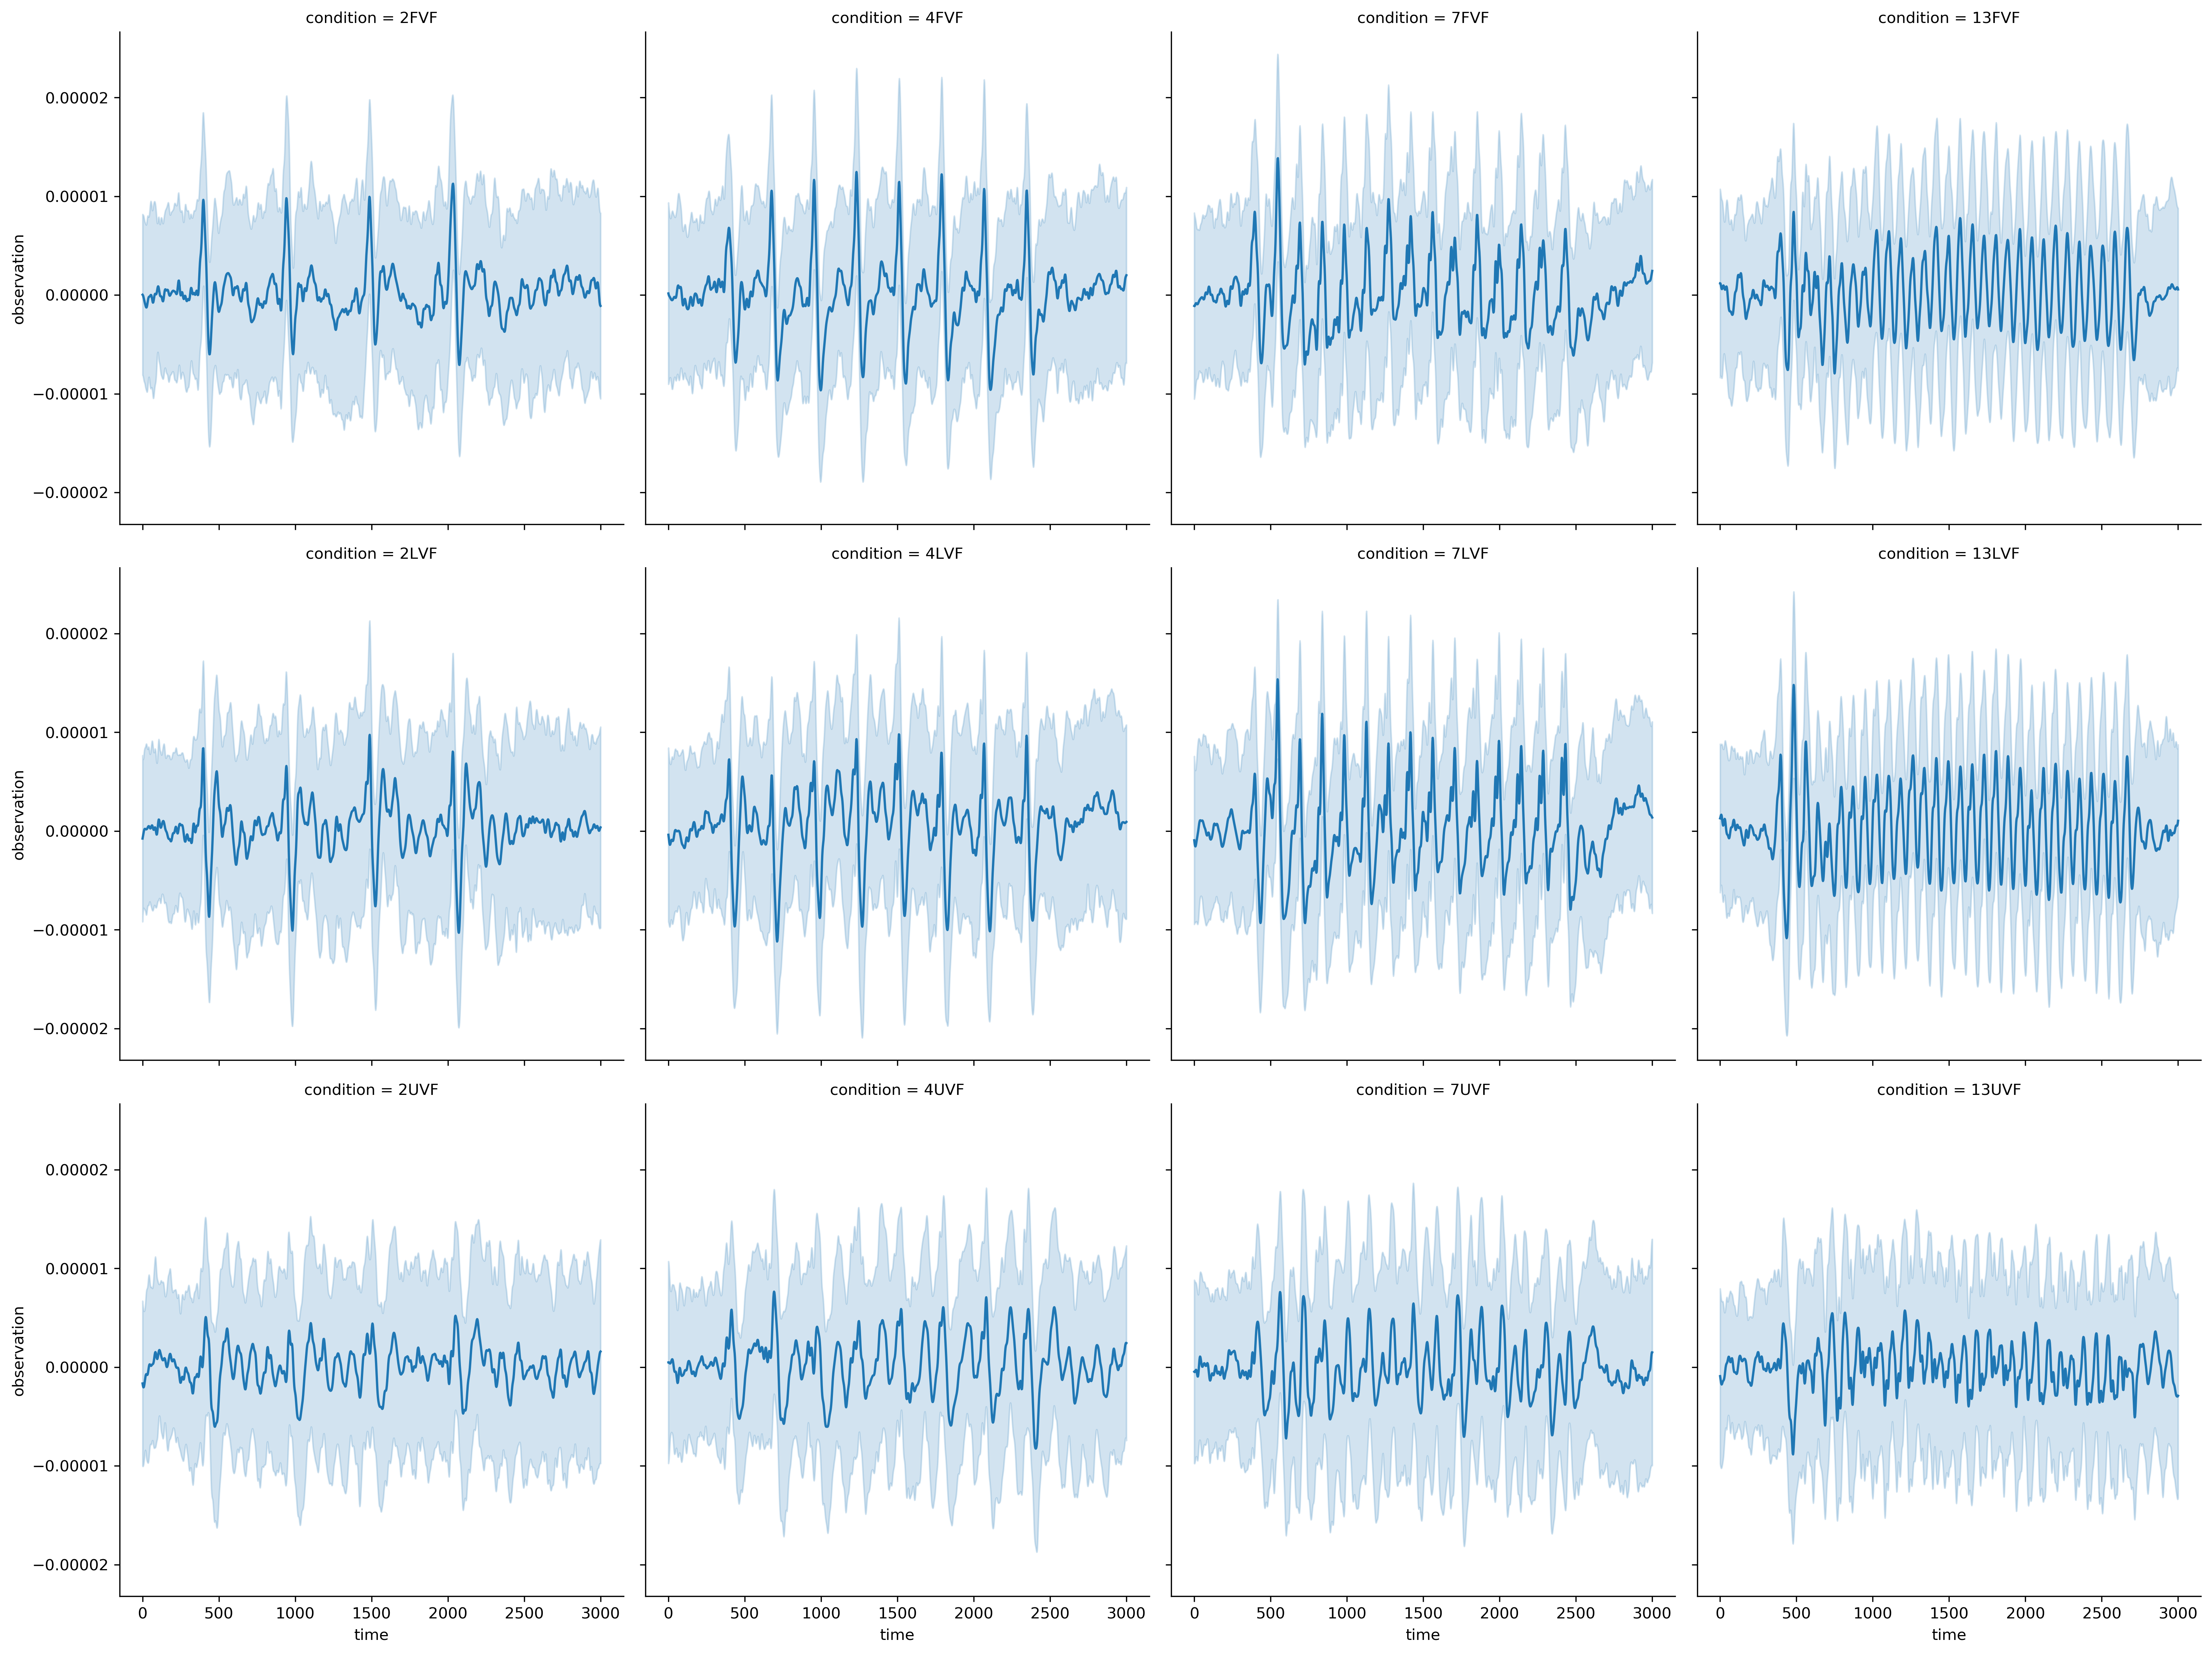 condition = 2FVF
condition = 4FVF
condition = 7FVF
condition = 13FVF
0.00002
0.00001
0.00000
−0.00001
−0.00002
observation
condition = 2LVF
condition = 4LVF
condition = 7LVF
condition = 13LVF
0.00002
0.00001
0.00000
−0.00001
−0.00002
observation
condition = 2UVF
condition = 4UVF
condition = 7UVF
condition = 13UVF
0.00002
0.00001
0.00000
−0.00001
−0.00002
observation
0 500 1000 1500 2000 2500 3000
time
0 500 1000 1500 2000 2500 3000
time
0 500 1000 1500 2000 2500 3000
time
0 500 1000 1500 2000 2500 3000
time